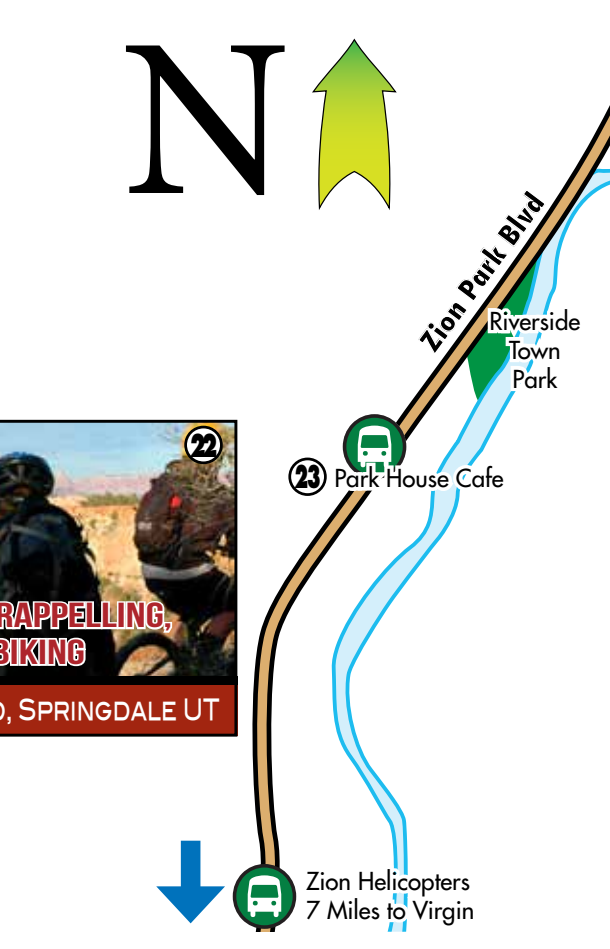 N
Zion Park Blvd
Riverside
Town
Park
22
23 Park House Cafe
RAPPELLING,
BIKING
, SPRINGDALE UT
Zion Helicopters
7 Miles to Virgin